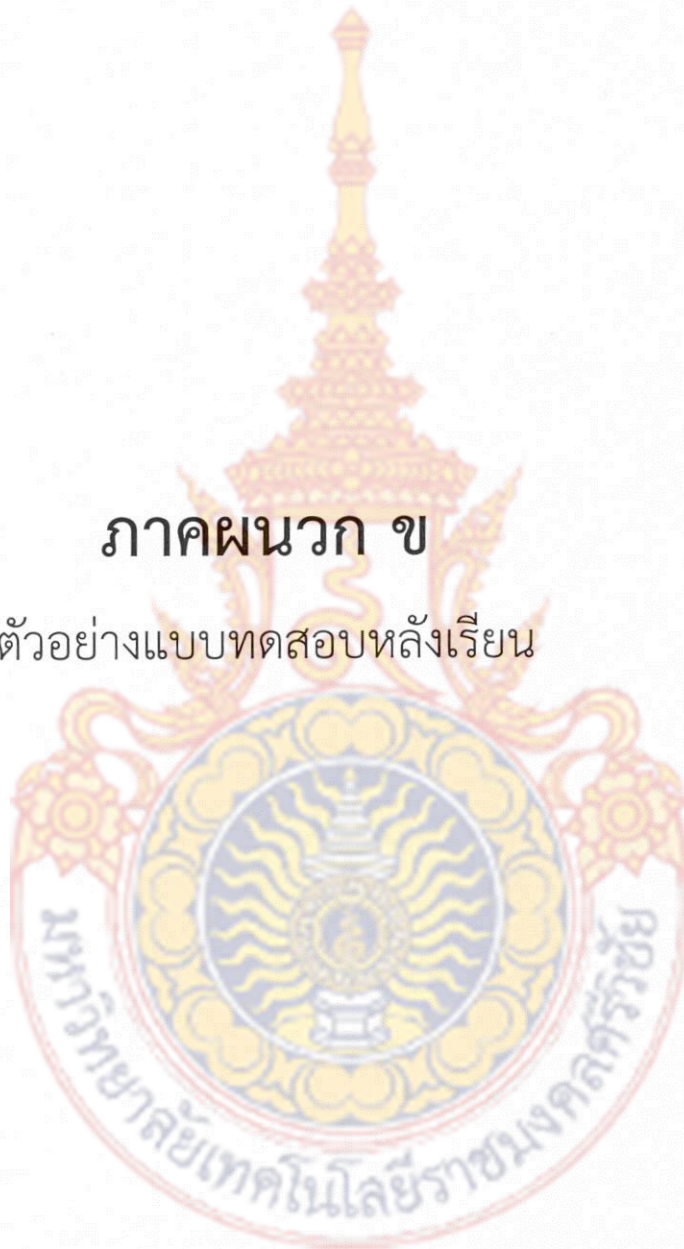 ภาคผนวก ข
ตัวอย่างแบบทดสอบหลังเรียน
มหาวิทยาลัยเทคโนโลยีราชมงคลศรีวิชัย